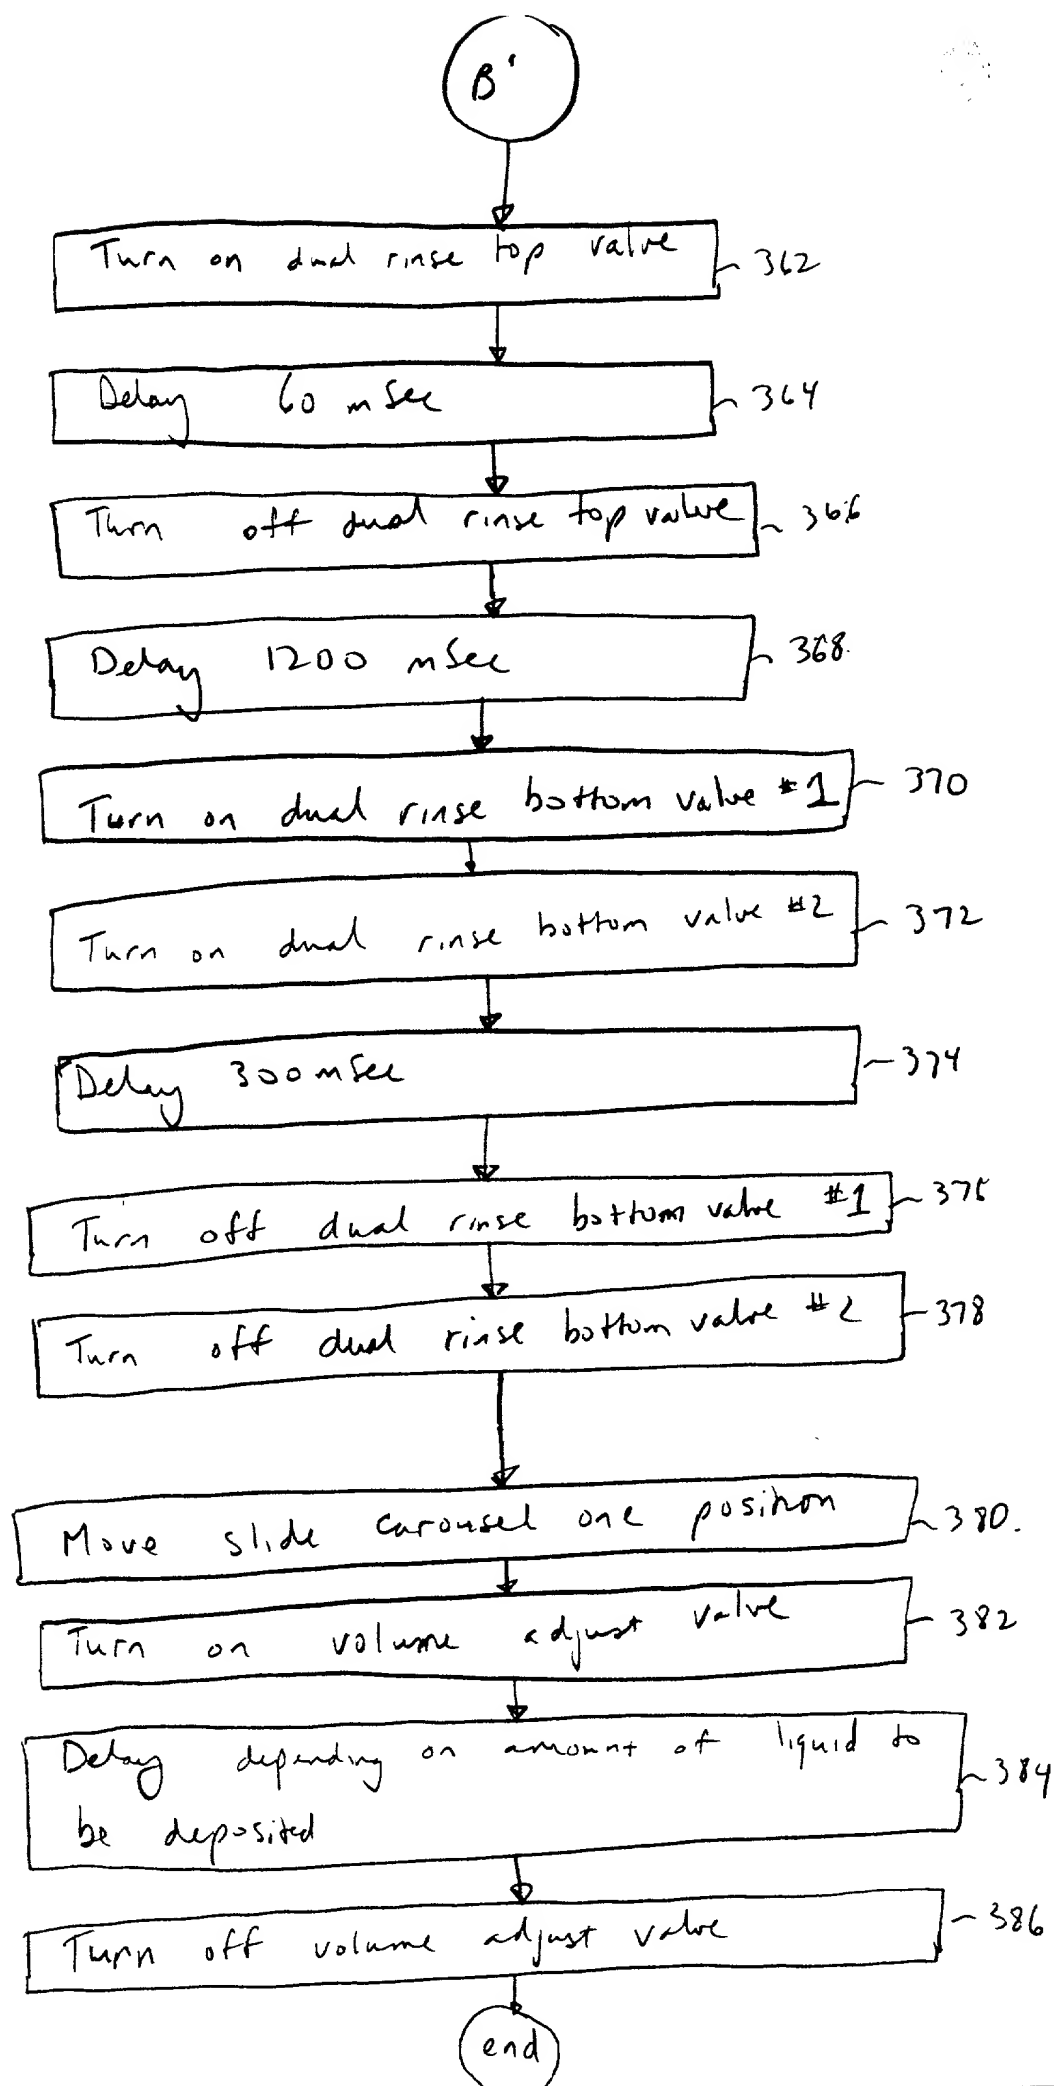 B'
Turn on dual rinse top valve
362
Delay 60 mSec
364
Turn off dual rinse top valve
366
Delay 1200 mSec
368.
Turn on dual rinse bottom valve #1
370
Turn on dual rinse bottom valve #2
372
Delay 300 mSec
374
Turn off dual rinse bottom valve #1
376
Turn off dual rinse bottom valve #2
378
Move slide carousel one position
380.
Turn on volume adjust valve
382
Delay depending on amount of liquid to
be deposited
384
Turn off volume adjust valve
386
end